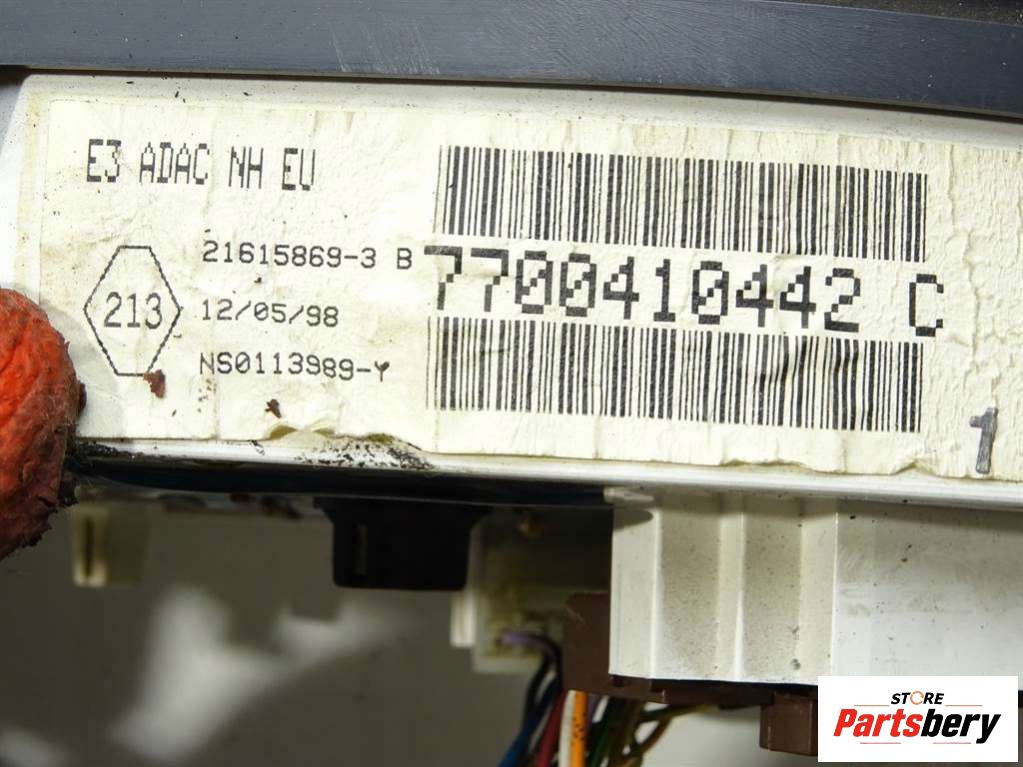 E3 ADAC NH EU
21615869-3 B
7700410442 C
213
12/05/98
NS0113989-Y
1
STORE
Partsbery